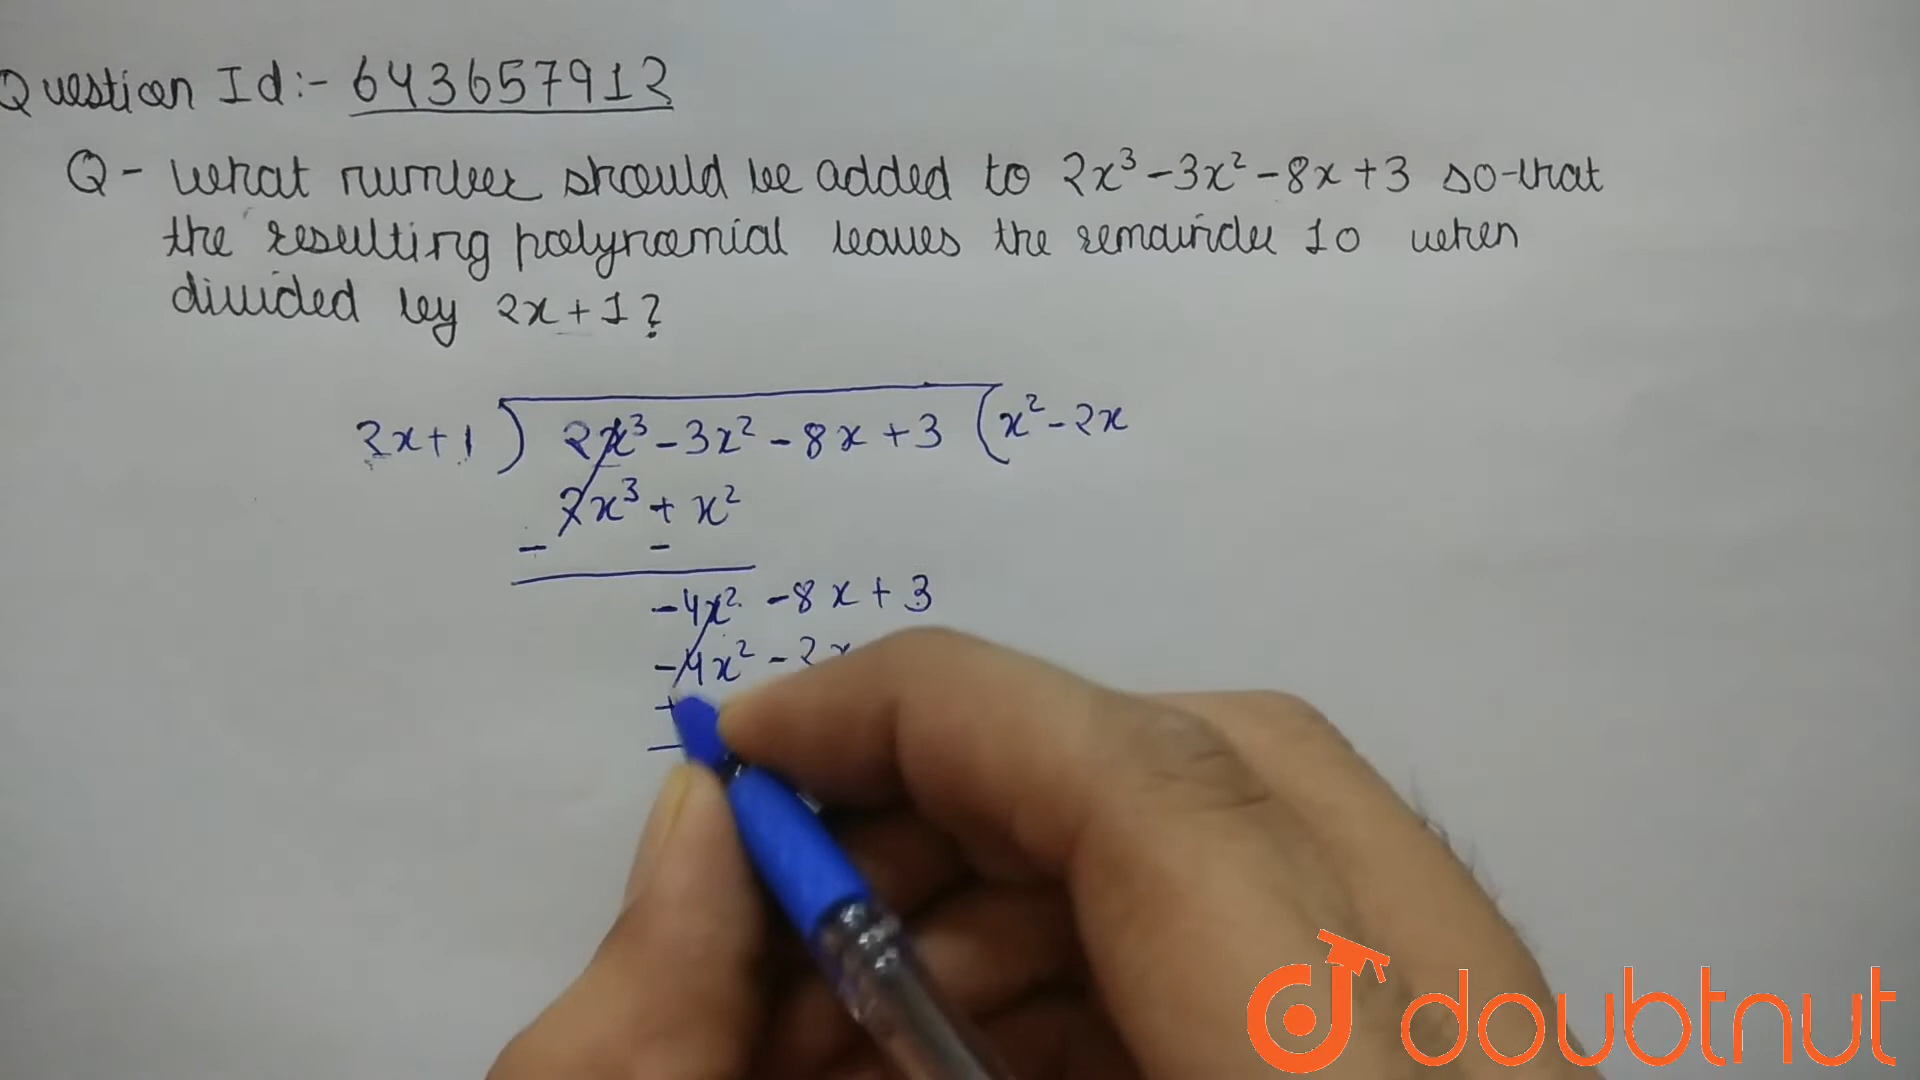 Question Id:- 643657912
Q- What number should be added to 2x³-3x²-8x+3 so that
the resulting polynomial leaves the remainder 10 when
divided by 2x+1?
2x+1 ) 2x³-3x²-8x+3 ( x²-2x
2x³+x²
- -
-4x²-8x+3
-4x²-2x
+
doubtnut